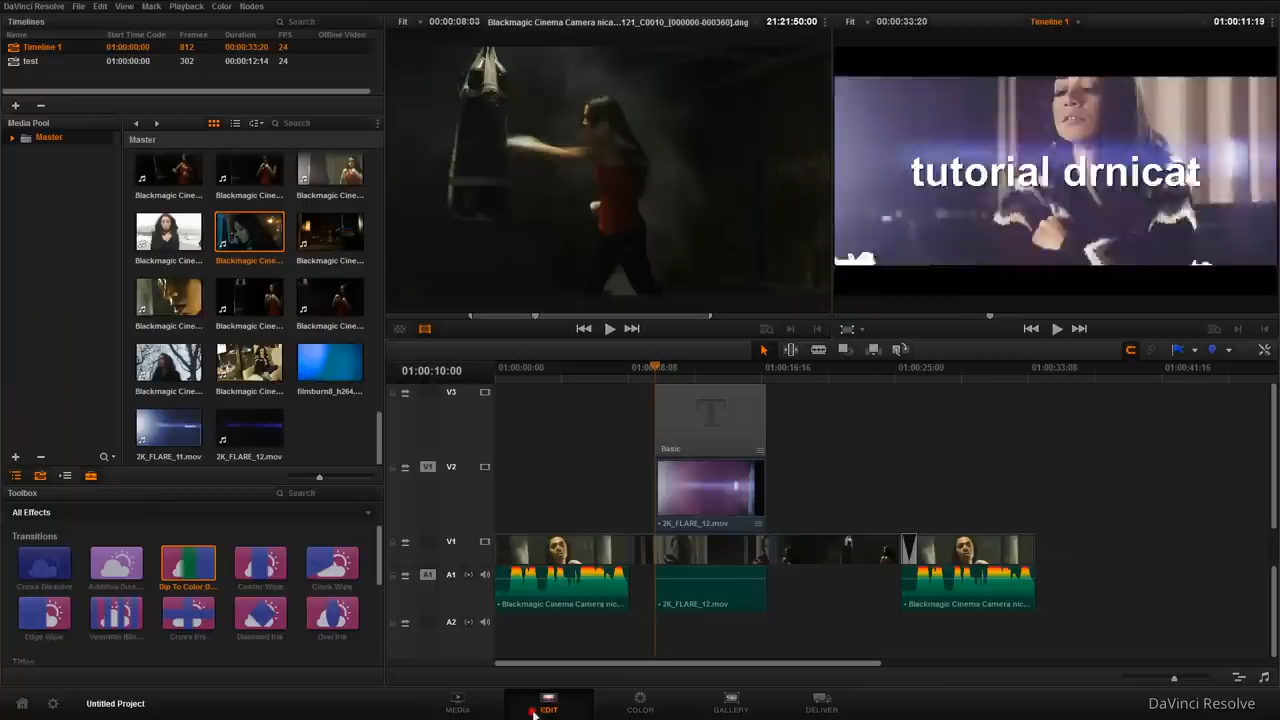 DaVinci Resolve File Edit View Mark Playback Color Nodes
Timelines Search
Name Start Time Code Frames Duration FPS Offline Video
Timeline 1 01:00:00:00 812 00:00:33:20 24
test 01:00:00:00 302 00:00:12:14 24
Fit 00:00:08:03 Blackmagic Cinema Camera nica...121_C0010_[000000-000360].dng 21:21:50:00
Fit 00:00:33:20 Timeline 1 01:00:11:19
tutorial drnicat
Media Pool Search
Master
Master
Blackmagic Cine... Blackmagic Cine... Blackmagic Cine...
Blackmagic Cine... Blackmagic Cine... Blackmagic Cine...
Blackmagic Cine... Blackmagic Cine... Blackmagic Cine...
Blackmagic Cine... Blackmagic Cine... filmburn8_h264....
2K_FLARE_11.mov 2K_FLARE_12.mov
Toolbox Search
All Effects
Transitions
Cross Dissolve Additive Diss... Dip To Color D... Center Wipe Clock Wipe
Edge Wipe Venetian Blin... Cross Iris Diamond Iris Oval Iris
Titles
01:00:10:00 01:00:00:00 01:00:08:08 01:00:16:16 01:00:25:00 01:00:33:08 01:00:41:16
V3
T
Basic
V1 V2
2K_FLARE_12.mov
V1
A1 A1
Blackmagic Cinema Camera nic... 2K_FLARE_12.mov Blackmagic Cinema Camera nic...
A2
Untitled Project
MEDIA EDIT COLOR GALLERY DELIVER
DaVinci Resolve